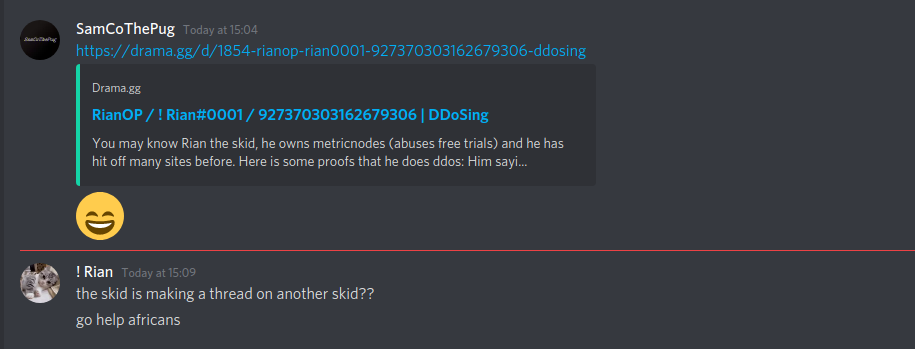 SamCoThePug Today at 15:04
https://drama.gg/d/1854-rianop-rian0001-927370303162679306-ddosing
Drama.gg
RianOP / ! Rian#0001 / 927370303162679306 | DDoSing
You may know Rian the skid, he owns metricnodes (abuses free trials) and he has
hit off many sites before. Here is some proofs that he does ddos: Him sayi...
! Rian Today at 15:09
the skid is making a thread on another skid??
go help africans